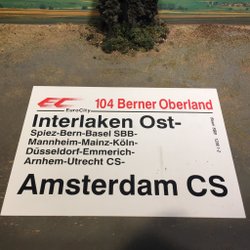 EC 104 Berner Oberland
EuroCity
Interlaken Ost-
Spiez-Bern-Basel SBB-
Mannheim-Mainz-Köln-
Düsseldorf-Emmerich-
Arnhem-Utrecht CS-
Amsterdam CS